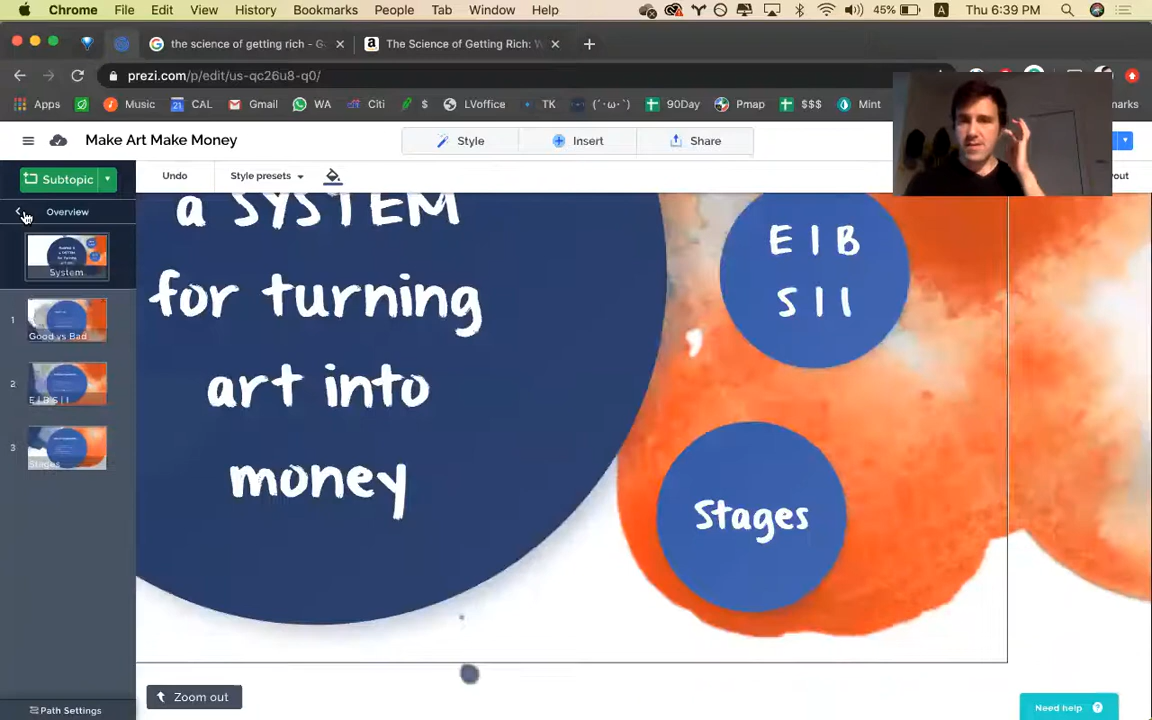 Chrome File Edit View History Bookmarks People Tab Window Help 45% A Thu 6:39 PM
the science of getting rich - G
The Science of Getting Rich: W
prezi.com/p/edit/us-qc26u8-q0/
Apps Music 21 CAL Gmail WA Citi $ LVoffice TK (´･ω･`) 90Day Pmap $$$ Mint
Make Art Make Money Style Insert Share
Subtopic Undo Style presets
Overview
System
1 Good vs Bad
2 E I B S I I
3 Stages
a SYSTEM
for turning
art into
money
,
E I B
S I I
Stages
Zoom out
Path Settings
Need help ?